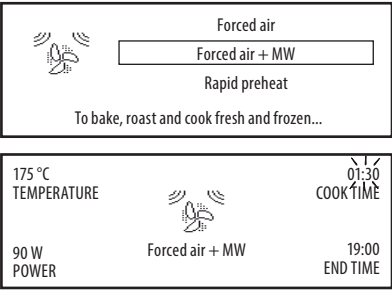 Forced air
Forced air + MW
Rapid preheat
To bake, roast and cook fresh and frozen...
175 °C
TEMPERATURE
01:30
COOK TIME
Forced air + MW
90 W
POWER
19:00
END TIME